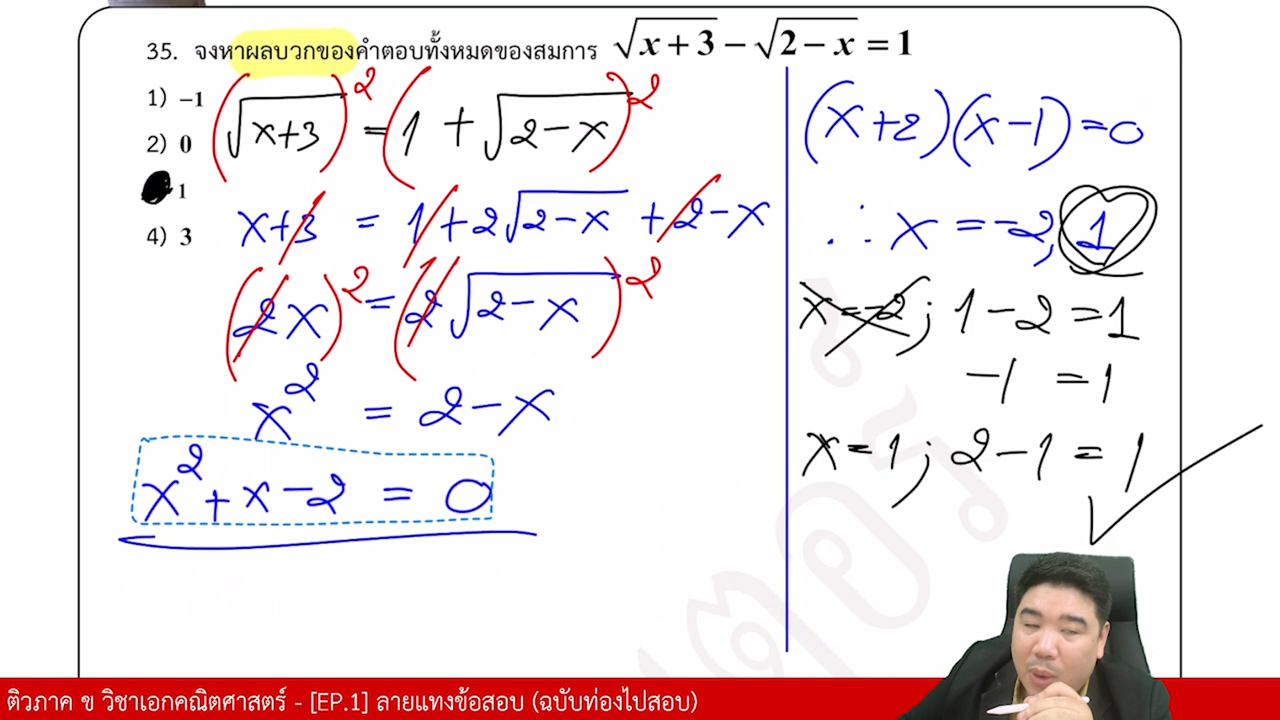 35. จงหาผลบวกของคำตอบทั้งหมดของสมการ √(x+3) − √(2−x) = 1
1) −1
2) 0
1
4) 3
(√(x+3))² = (1 + √(2−x))²
x+3 = 1 + 2√(2−x) + 2−x
(2x)² = (2√(2−x))²
x² = 2−x
x² + x − 2 = 0
(x+2)(x−1) = 0
∴ x = −2, 1
x = −2 ; 1 − 2 = 1
−1 = 1
x = 1 ; 2 − 1 = 1
ติวภาค ข วิชาเอกคณิตศาสตร์ - [EP.1] ลายแทงข้อสอบ (ฉบับท่องไปสอบ)